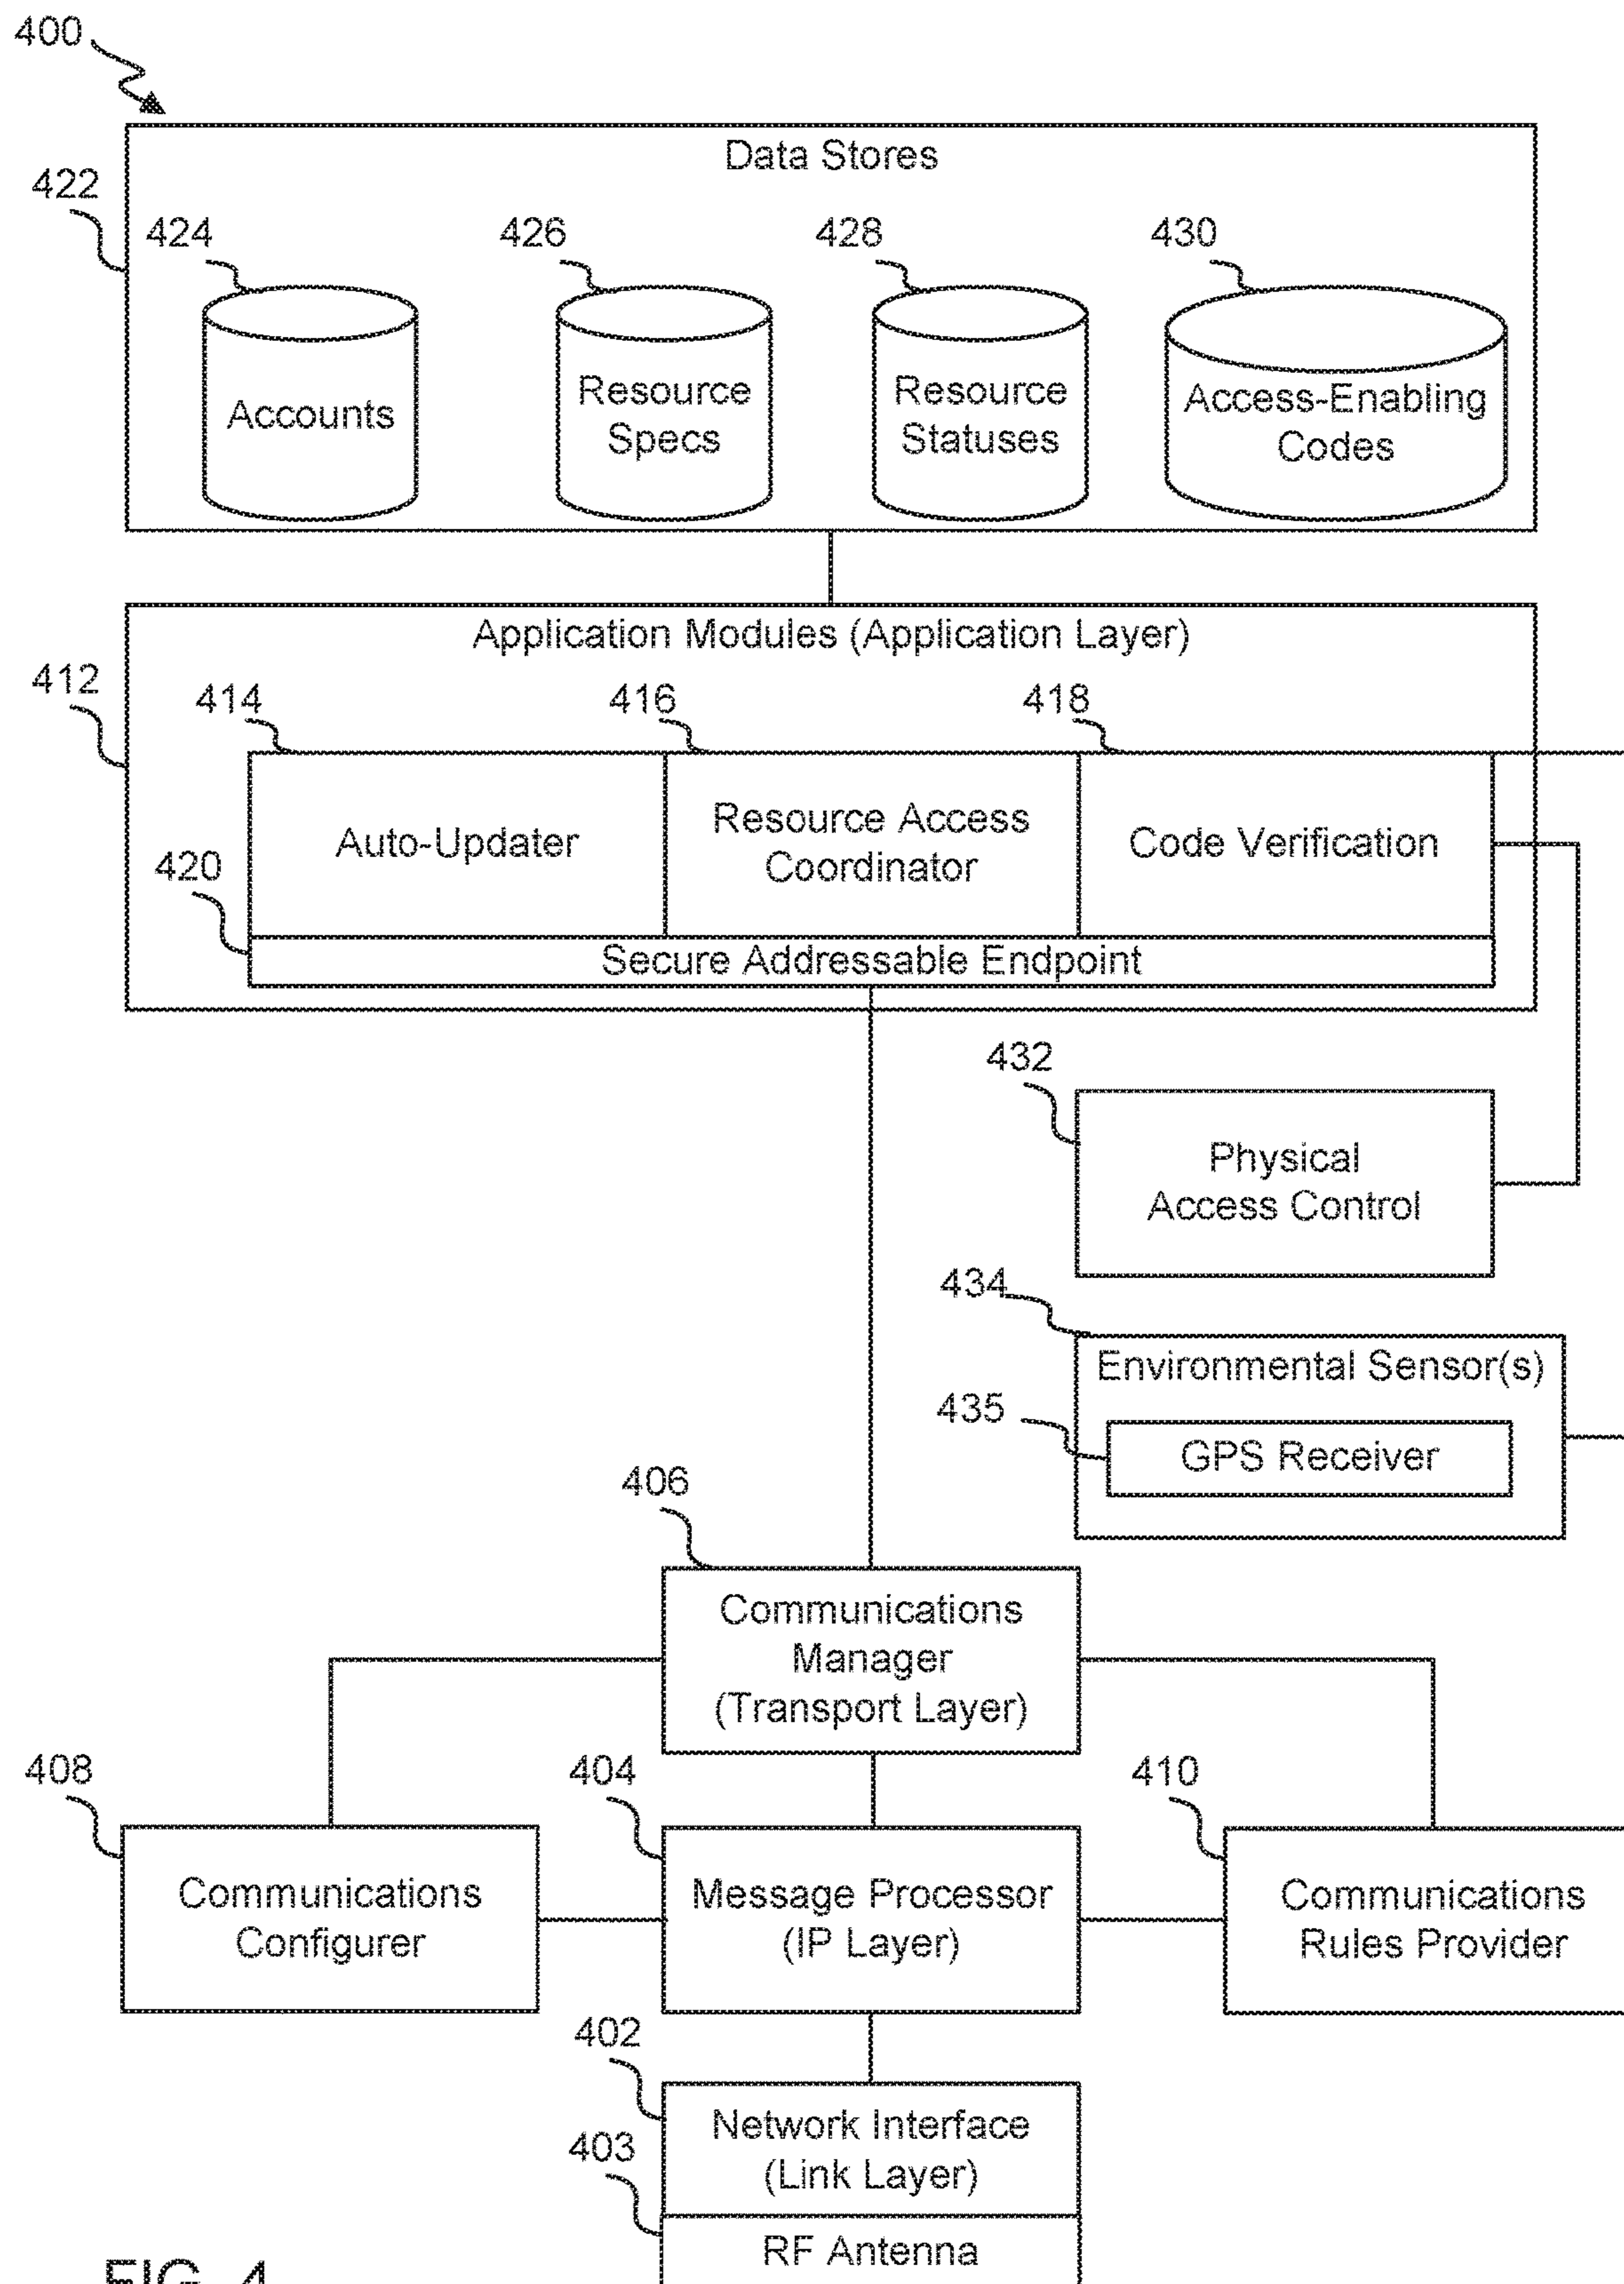 400
Data Stores
422
424
426
428
430
Accounts
Resource
Specs
Resource
Statuses
Access-Enabling
Codes
Application Modules (Application Layer)
412
414
416
418
Auto-Updater
Resource Access
Coordinator
Code Verification
420
Secure Addressable Endpoint
432
Physical
Access Control
434
Environmental Sensor(s)
435
GPS Receiver
406
Communications
Manager
(Transport Layer)
408
404
410
Communications
Configurer
Message Processor
(IP Layer)
Communications
Rules Provider
402
Network Interface
(Link Layer)
403
RF Antenna
FIG. 4